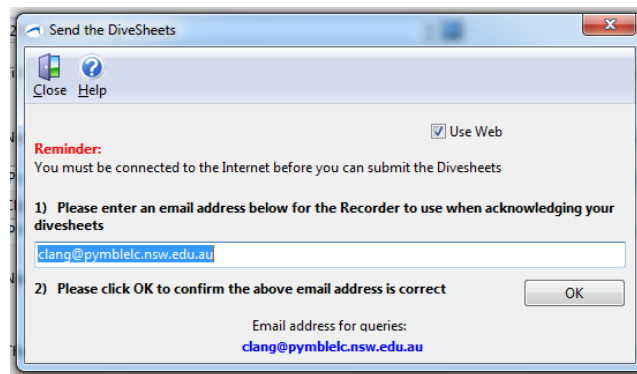 Send the DiveSheets
Close Help
Use Web
Reminder:
You must be connected to the Internet before you can submit the Divesheets
1) Please enter an email address below for the Recorder to use when acknowledging your
divesheets
clang@pymblelc.nsw.edu.au
2) Please click OK to confirm the above email address is correct
OK
Email address for queries:
clang@pymblelc.nsw.edu.au